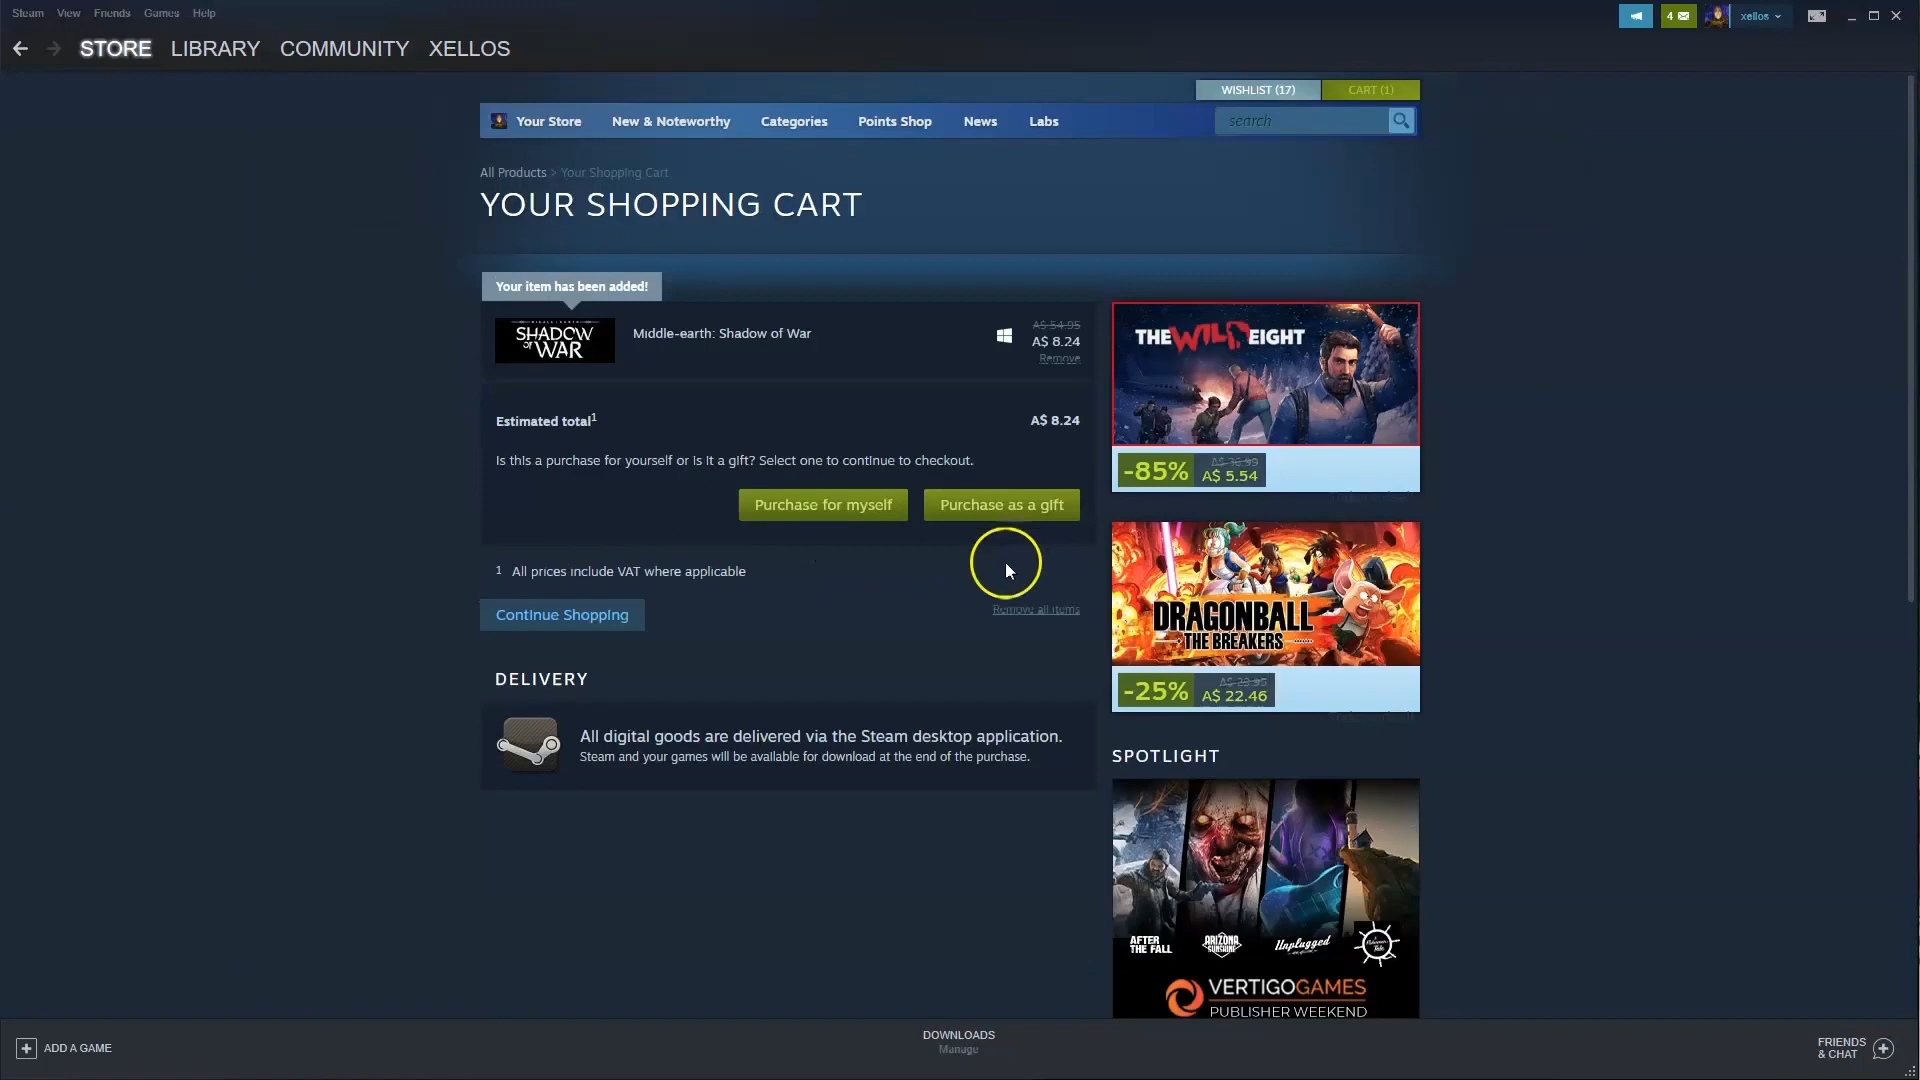 Steam View Friends Games Help
4
xellos
STORE LIBRARY COMMUNITY XELLOS
WISHLIST (17) CART (1)
Your Store New & Noteworthy Categories Points Shop News Labs search
All Products > Your Shopping Cart
YOUR SHOPPING CART
Your item has been added!
SHADOW OF WAR
Middle-earth: Shadow of War
A$ 54.95
A$ 8.24
Remove
Estimated total1 A$ 8.24
Is this a purchase for yourself or is it a gift? Select one to continue to checkout.
Purchase for myself Purchase as a gift
1 All prices include VAT where applicable
Remove all items
Continue Shopping
DELIVERY
All digital goods are delivered via the Steam desktop application.
Steam and your games will be available for download at the end of the purchase.
THE WILD EIGHT
-85% A$ 36.99
A$ 5.54
DRAGONBALL
THE BREAKERS
-25% A$ 29.95
A$ 22.46
SPOTLIGHT
AFTER THE FALL
ARIZONA SUNSHINE
Unplugged
VERTIGOGAMES
PUBLISHER WEEKEND
ADD A GAME
DOWNLOADS
Manage
FRIENDS
& CHAT